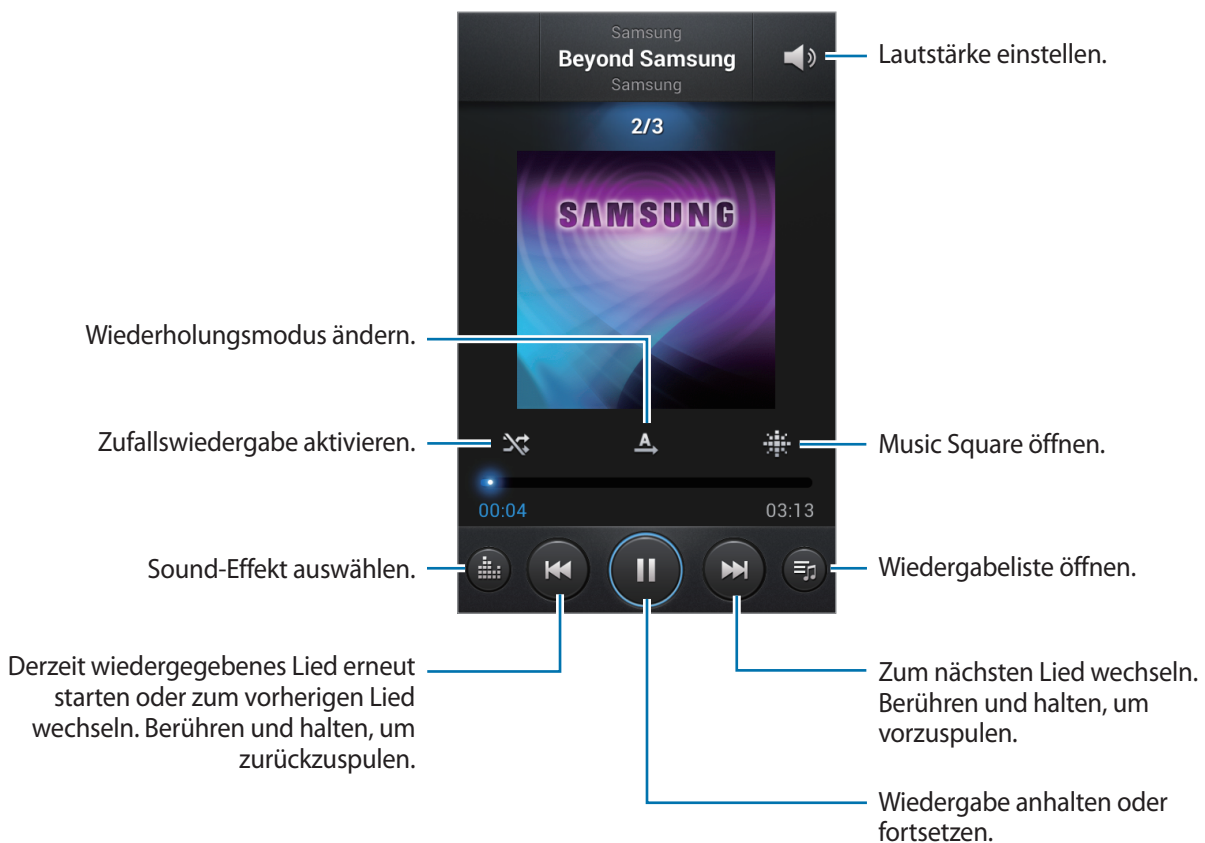 Samsung
Beyond Samsung
Samsung
Lautstärke einstellen.
2/3
SAMSUNG
Wiederholungsmodus ändern.
Zufallswiedergabe aktivieren.
A
Music Square öffnen.
00:04
03:13
Sound-Effekt auswählen.
Wiedergabeliste öffnen.
Derzeit wiedergegebenes Lied erneut
starten oder zum vorherigen Lied
wechseln. Berühren und halten, um
zurückzuspulen.
Zum nächsten Lied wechseln.
Berühren und halten, um
vorzuspulen.
Wiedergabe anhalten oder
fortsetzen.